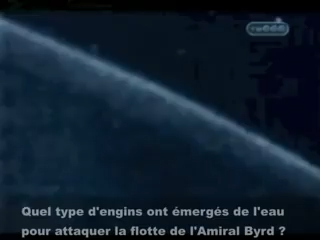 Quel type d'engins ont émergés de l'eau
pour attaquer la flotte de l'Amiral Byrd ?